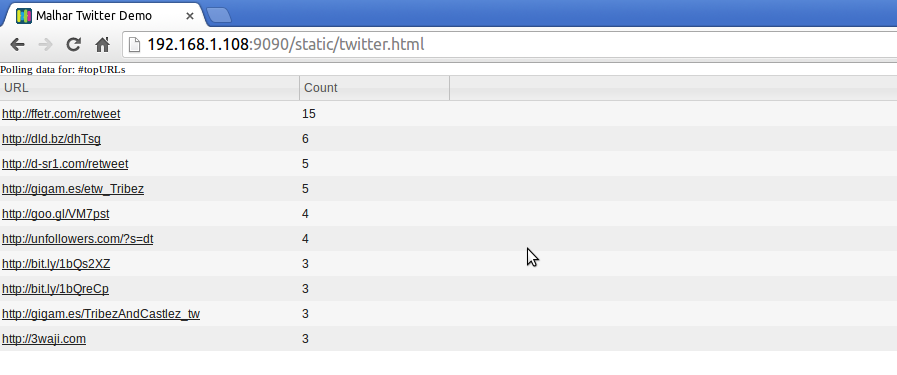 Malhar Twitter Demo
192.168.1.108:9090/static/twitter.html
Polling data for: #topURLs
URL Count
http://ffetr.com/retweet 15
http://dld.bz/dhTsg 6
http://d-sr1.com/retweet 5
http://gigam.es/etw_Tribez 5
http://goo.gl/VM7pst 4
http://unfollowers.com/?s=dt 4
http://bit.ly/1bQs2XZ 3
http://bit.ly/1bQreCp 3
http://gigam.es/TribezAndCastlez_tw 3
http://3waji.com 3